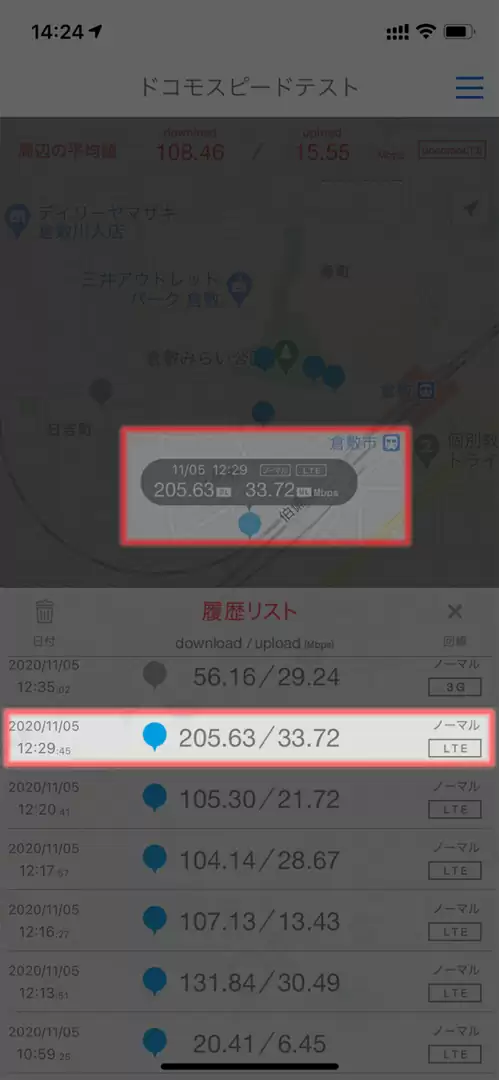 14:24
ドコモスピードテスト
download upload
周辺の平均値 108.46 / 15.55 Mbps
デイリーヤマザキ
倉敷川入店
三井アウトレット
パーク 倉敷
寿町
倉敷みらい公園
日吉町
倉敷
倉敷市
個別教
トライ
11/05 12:29 ノーマル LTE
205.63 DL 33.72 UL Mbps
履歴リスト
日付 download / upload (Mbps) 回線
2020/11/05 ノーマル
12:35:02 56.16/29.24 3G
2020/11/05 ノーマル
12:29:45 205.63/33.72 LTE
2020/11/05 ノーマル
12:20:41 105.30/21.72 LTE
2020/11/05 ノーマル
12:17:57 104.14/28.67 LTE
2020/11/05 ノーマル
12:16:27 107.13/13.43 LTE
2020/11/05 ノーマル
12:13:51 131.84/30.49 LTE
2020/11/05 ノーマル
10:59:35 20.41/6.45 LTE